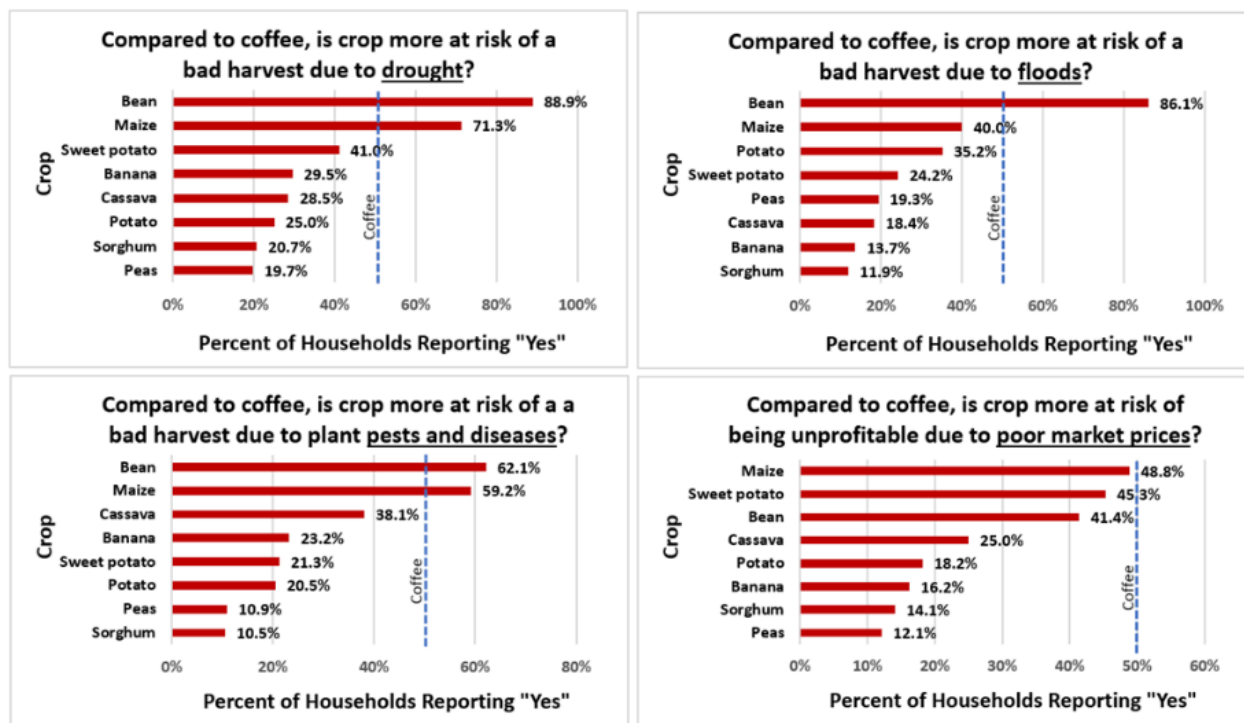 Compared to coffee, is crop more at risk of a
bad harvest due to drought?
Crop
Bean 88.9%
Maize 71.3%
Sweet potato 41.0%
Banana 29.5%
Cassava 28.5%
Potato 25.0%
Sorghum 20.7%
Peas 19.7%
Coffee
0% 20% 40% 60% 80% 100%
Percent of Households Reporting "Yes"
Compared to coffee, is crop more at risk of a
bad harvest due to floods?
Crop
Bean 86.1%
Maize 40.0%
Potato 35.2%
Sweet potato 24.2%
Peas 19.3%
Cassava 18.4%
Banana 13.7%
Sorghum 11.9%
Coffee
0% 20% 40% 60% 80% 100%
Percent of Households Reporting "Yes"
Compared to coffee, is crop more at risk of a a
bad harvest due to plant pests and diseases?
Crop
Bean 62.1%
Maize 59.2%
Cassava 38.1%
Banana 23.2%
Sweet potato 21.3%
Potato 20.5%
Peas 10.9%
Sorghum 10.5%
Coffee
0% 20% 40% 60% 80%
Percent of Households Reporting "Yes"
Compared to coffee, is crop more at risk of
being unprofitable due to poor market prices?
Crop
Maize 48.8%
Sweet potato 45.3%
Bean 41.4%
Cassava 25.0%
Potato 18.2%
Banana 16.2%
Sorghum 14.1%
Peas 12.1%
Coffee
0% 10% 20% 30% 40% 50% 60%
Percent of Households Reporting "Yes"